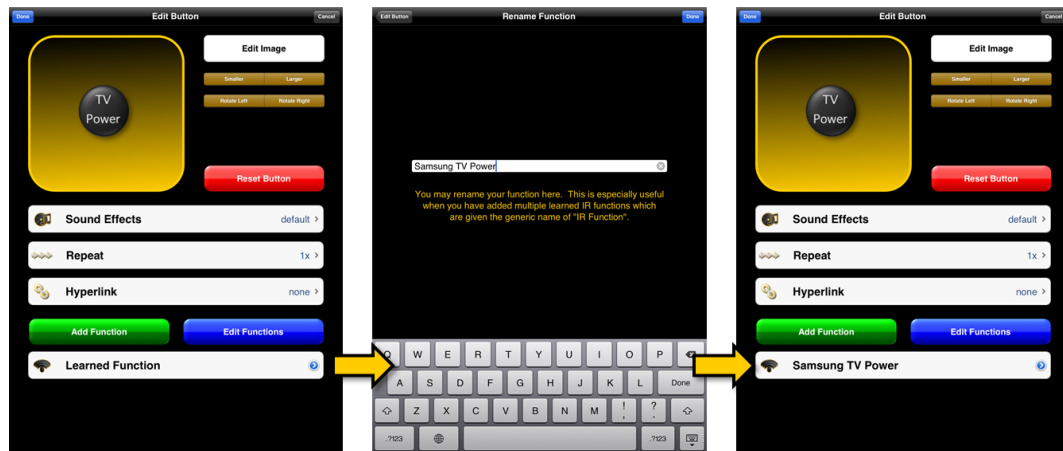 Done Edit Button Cancel
TV
Power
Edit Image
Smaller Larger
Rotate Left Rotate Right
Reset Button
Sound Effects default
Repeat 1x
Hyperlink none
Add Function Edit Functions
Learned Function
Edit Button Rename Function Done
Samsung TV Power
You may rename your function here. This is especially useful
when you have added multiple learned IR functions which
are given the generic name of "IR Function".
Q W E R T Y U I O P
A S D F G H J K L Done
Z X C V B N M ! , ? .
.?123 .?123
Done Edit Button Cancel
TV
Power
Edit Image
Smaller Larger
Rotate Left Rotate Right
Reset Button
Sound Effects default
Repeat 1x
Hyperlink none
Add Function Edit Functions
Samsung TV Power